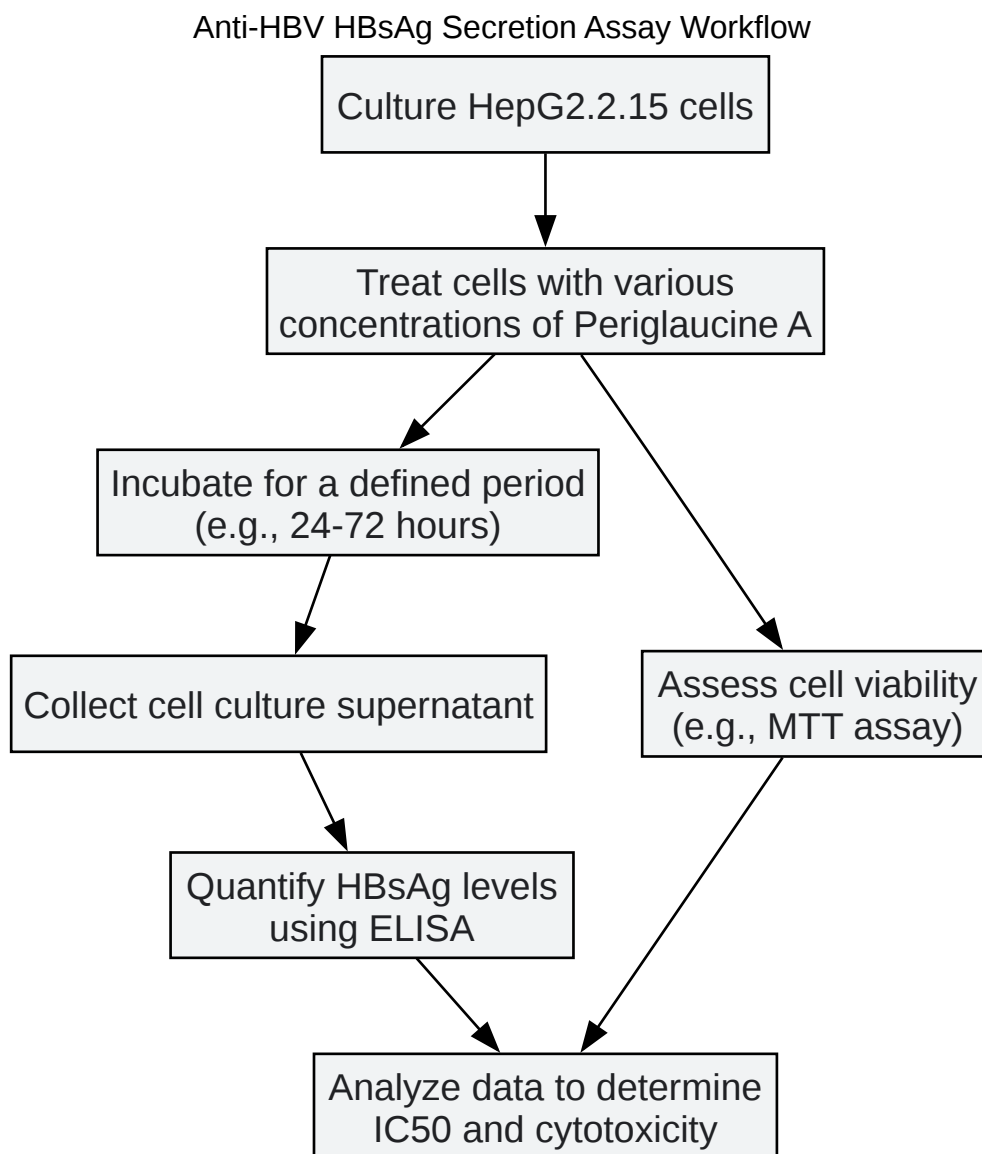 Anti-HBV HBsAg Secretion Assay Workflow
Culture HepG2.2.15 cells
Treat cells with various
concentrations of Periglaucine A
Incubate for a defined period
(e.g., 24-72 hours)
Collect cell culture supernatant
Assess cell viability
(e.g., MTT assay)
Quantify HBsAg levels
using ELISA
Analyze data to determine
IC50 and cytotoxicity